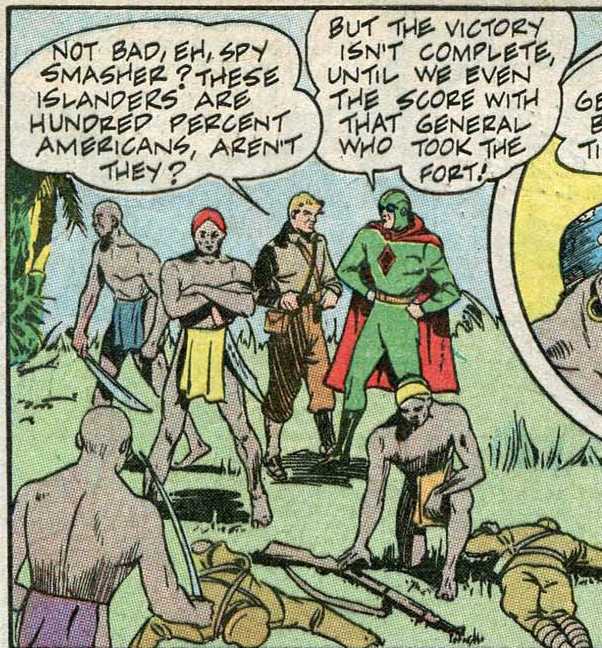 NOT BAD, EH, SPY
SMASHER? THESE
ISLANDERS ARE
HUNDRED PERCENT
AMERICANS, AREN'T
THEY?
BUT THE VICTORY
ISN'T COMPLETE,
UNTIL WE EVEN
THE SCORE WITH
THAT GENERAL
WHO TOOK THE
FORT!